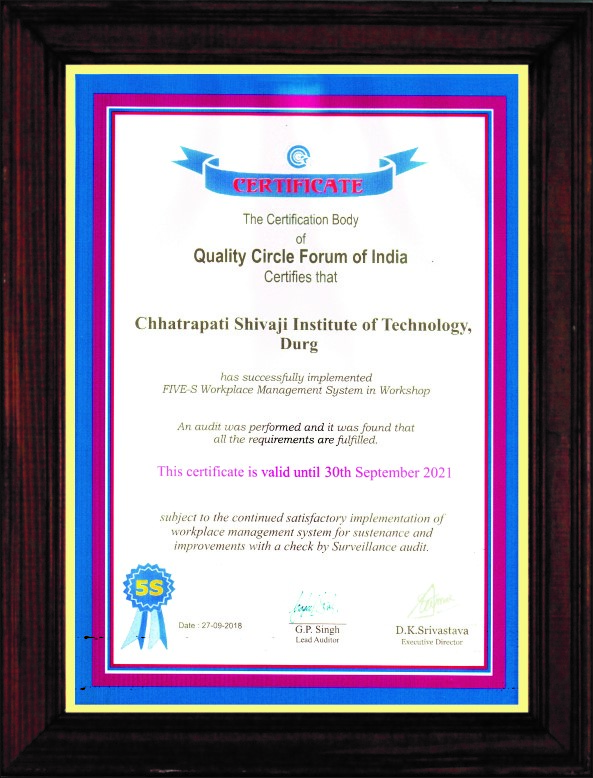 CERTIFICATE
The Certification Body
of
Quality Circle Forum of India
Certifies that
Chhatrapati Shivaji Institute of Technology,
Durg
has successfully implemented
FIVE-S Workplace Management System in Workshop
An audit was performed and it was found that
all the requirements are fulfilled.
This certificate is valid until 30th September 2021
subject to the continued satisfactory implementation of
workplace management system for sustenance and
improvements with a check by Surveillance audit.
5S
Date : 27-09-2018
G.P. Singh
Lead Auditor
D.K.Srivastava
Executive Director